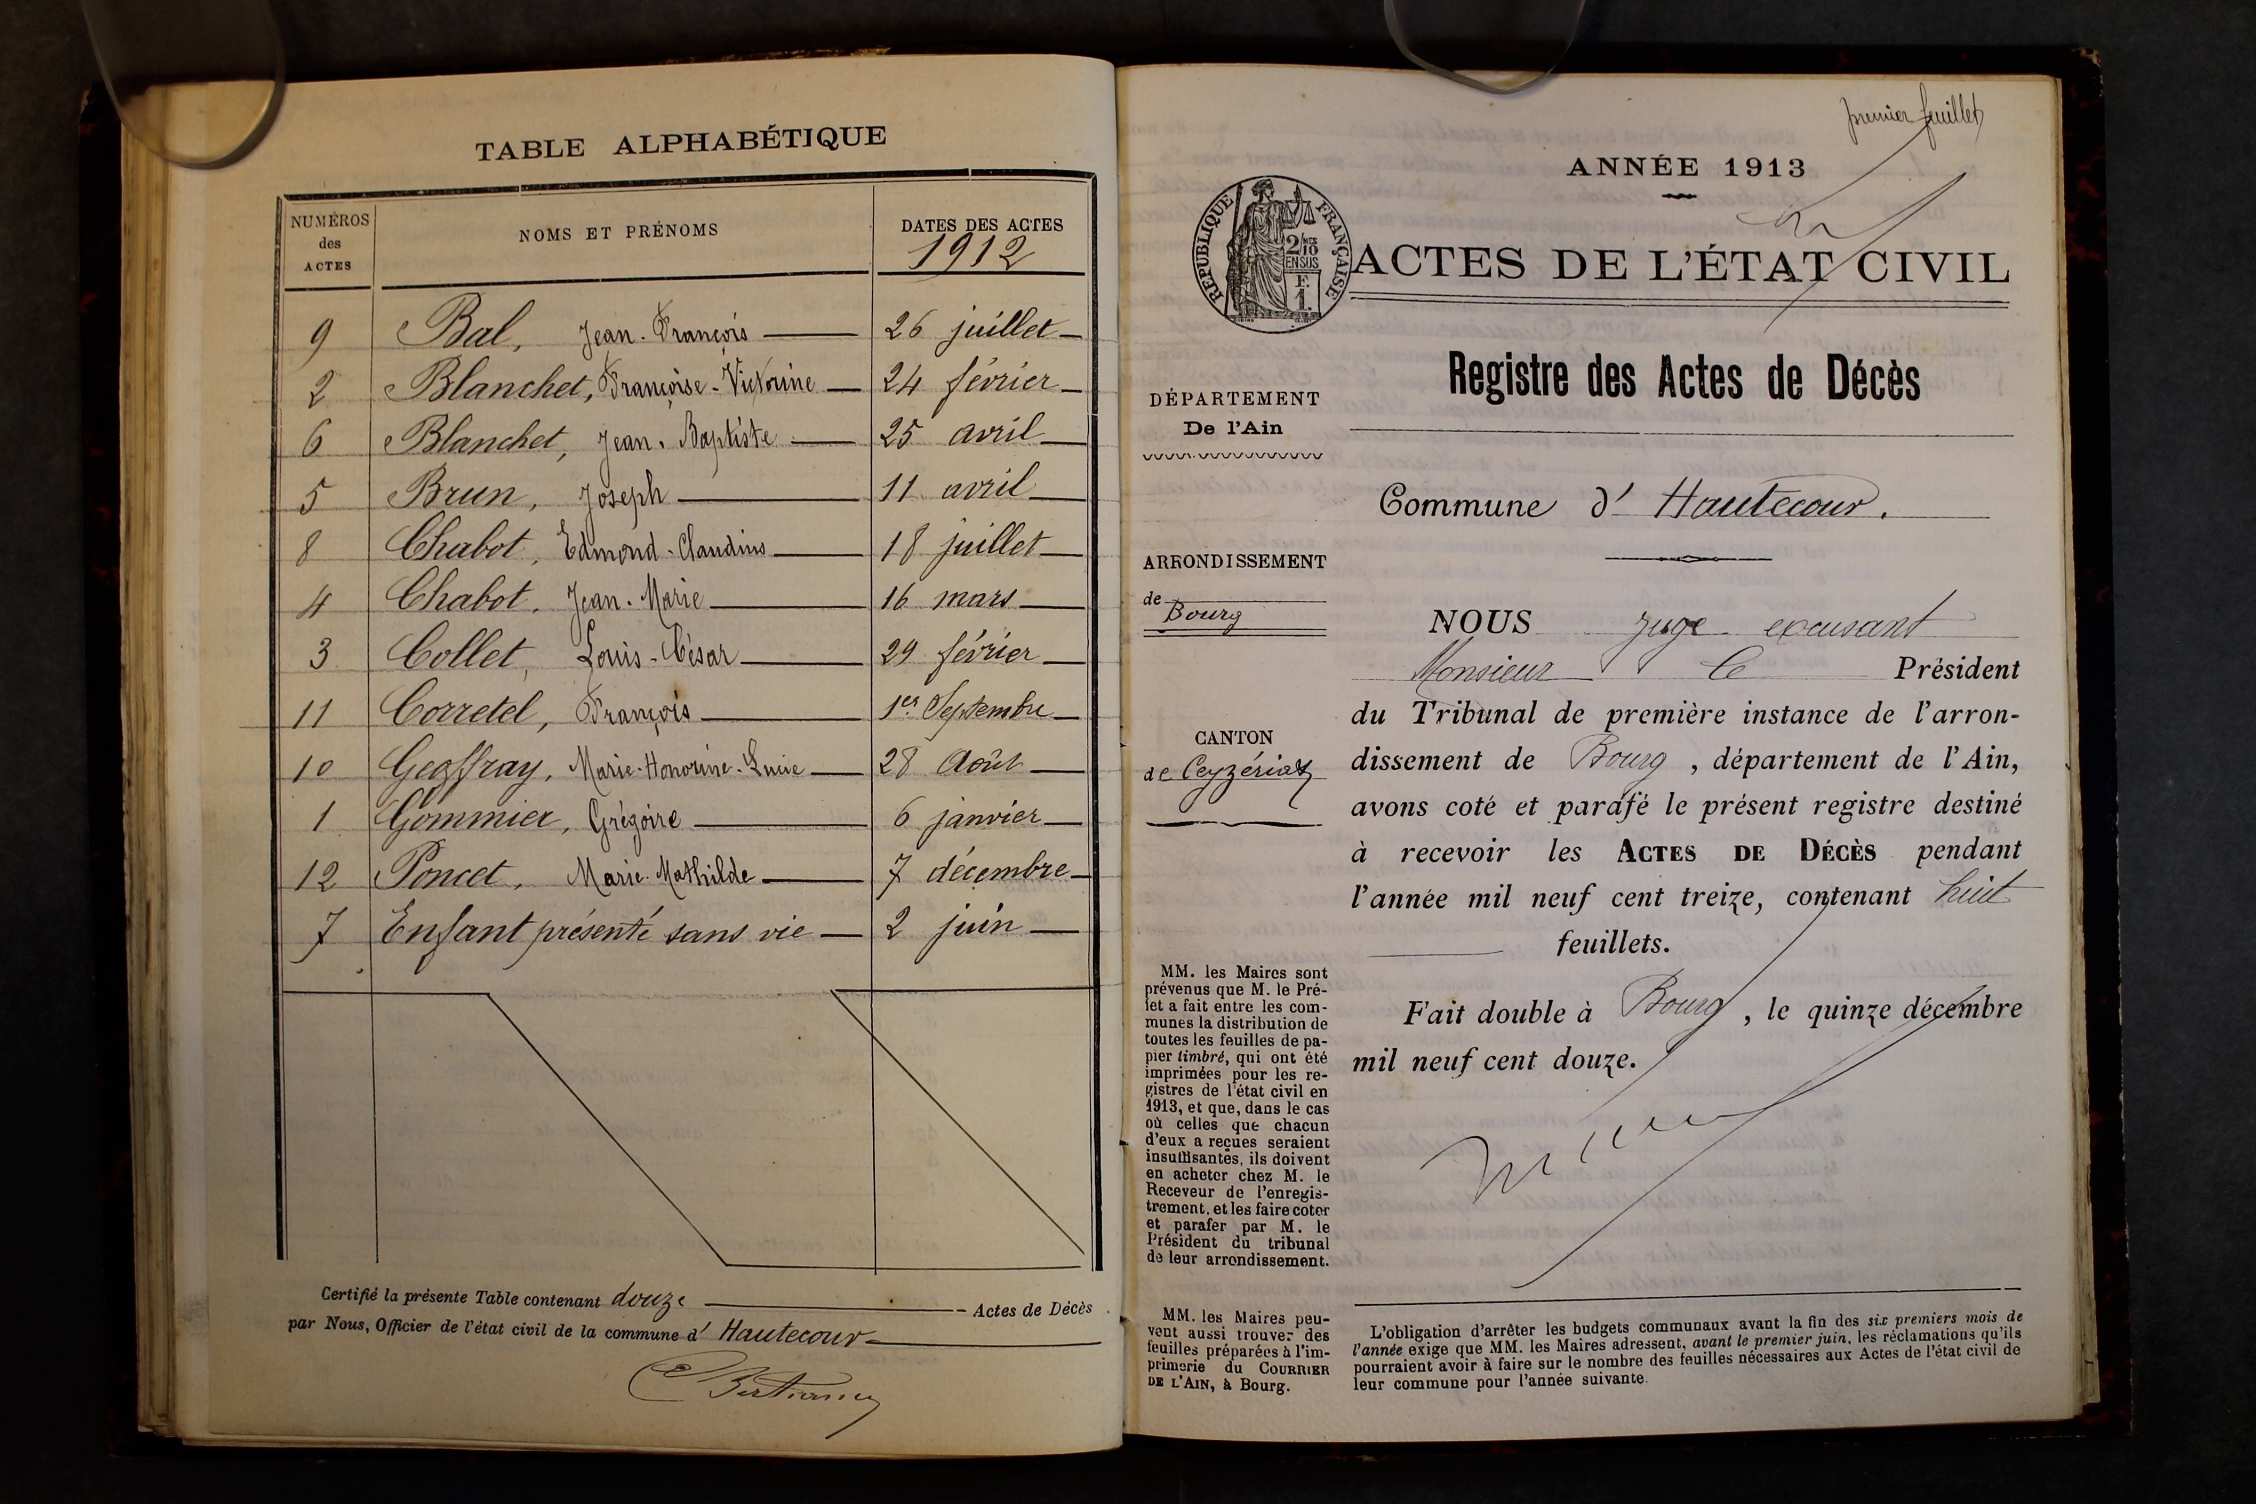 TABLE ALPHABÉTIQUE
NUMÉROS des ACTES
NOMS ET PRÉNOMS
DATES DES ACTES
1912
9 Bal, Jean-François 26 juillet
2 Blanchet, Françoise-Victorine 24 février
6 Blanchet, Jean-Baptiste 25 avril
5 Brun, Joseph 11 avril
8 Chabot, Edmond-Claudius 18 juillet
4 Chabot, Jean-Marie 16 mars
3 Collet, Louis-César 29 février
11 Corretel, François 1er Septembre
10 Geoffray, Marie-Honorine-Lucie 28 Août
1 Gommier, Grégoire 6 janvier
12 Poncet, Marie-Mathilde 7 décembre
7 Enfant présenté sans vie 2 juin
Certifié la présente Table contenant douze Actes de Décès
par Nous, Officier de l'état civil de la commune d' Hautecour
premier feuillet
ANNÉE 1913
RÉPUBLIQUE FRANÇAISE
2/10 EN SUS
F. 1.
ACTES DE L'ÉTAT CIVIL
Registre des Actes de Décès
DÉPARTEMENT
De l'Ain
Commune d' Hautecour.
ARRONDISSEMENT
de Bourg
CANTON
de Ceyzériat
NOUS juge excusant
Monsieur le Président
du Tribunal de première instance de l'arron-
dissement de Bourg, département de l'Ain,
avons coté et parafé le présent registre destiné
à recevoir les ACTES DE DÉCÈS pendant
l'année mil neuf cent treize, contenant huit
feuillets.
Fait double à Bourg, le quinze décembre
mil neuf cent douze.
MM. les Maires sont
prévenus que M. le Pré-
fet a fait entre les com-
munes la distribution de
toutes les feuilles de pa-
pier timbré, qui ont été
imprimées pour les re-
gistres de l'état civil en
1913, et que, dans le cas
où celles que chacun
d'eux a reçues seraient
insuffisantes, ils doivent
en acheter chez M. le
Receveur de l'enregis-
trement, et les faire coter
et parafer par M. le
Président du tribunal
de leur arrondissement.
MM. les Maires peu-
vent aussi trouver des
feuilles préparées à l'im-
primerie du COURRIER
DE L'AIN, à Bourg.
L'obligation d'arrêter les budgets communaux avant la fin des six premiers mois de
l'année exige que MM. les Maires adressent, avant le premier juin, les réclamations qu'ils
pourraient avoir à faire sur le nombre des feuilles nécessaires aux Actes de l'état civil de
leur commune pour l'année suivante.